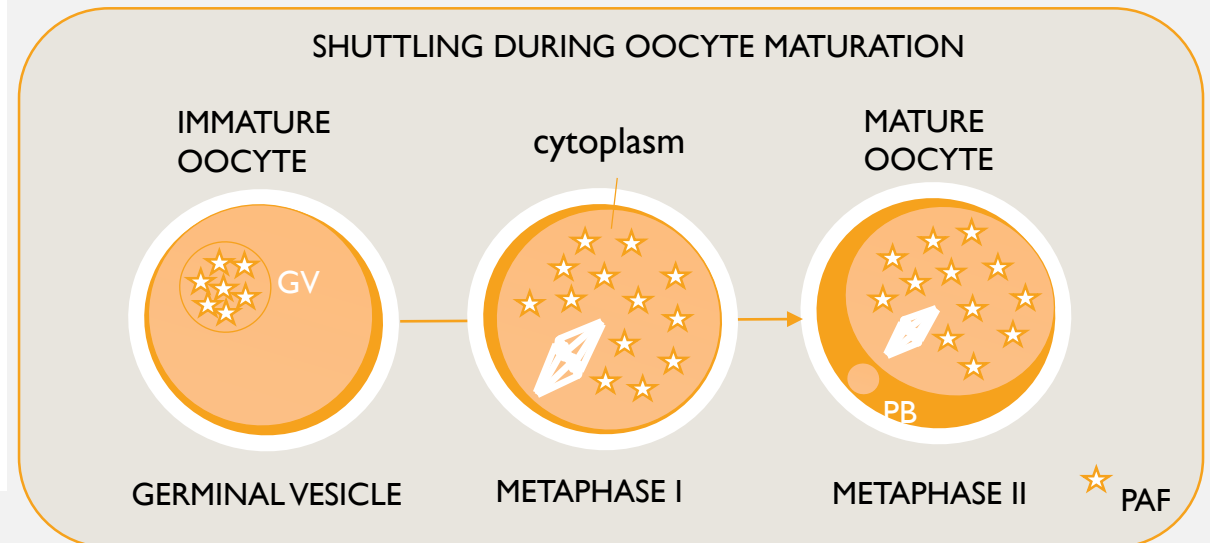 SHUTTLING DURING OOCYTE MATURATION
IMMATURE
OOCYTE
cytoplasm
MATURE
OOCYTE
GV
PB
GERMINAL VESICLE
METAPHASE I
METAPHASE II
PAF